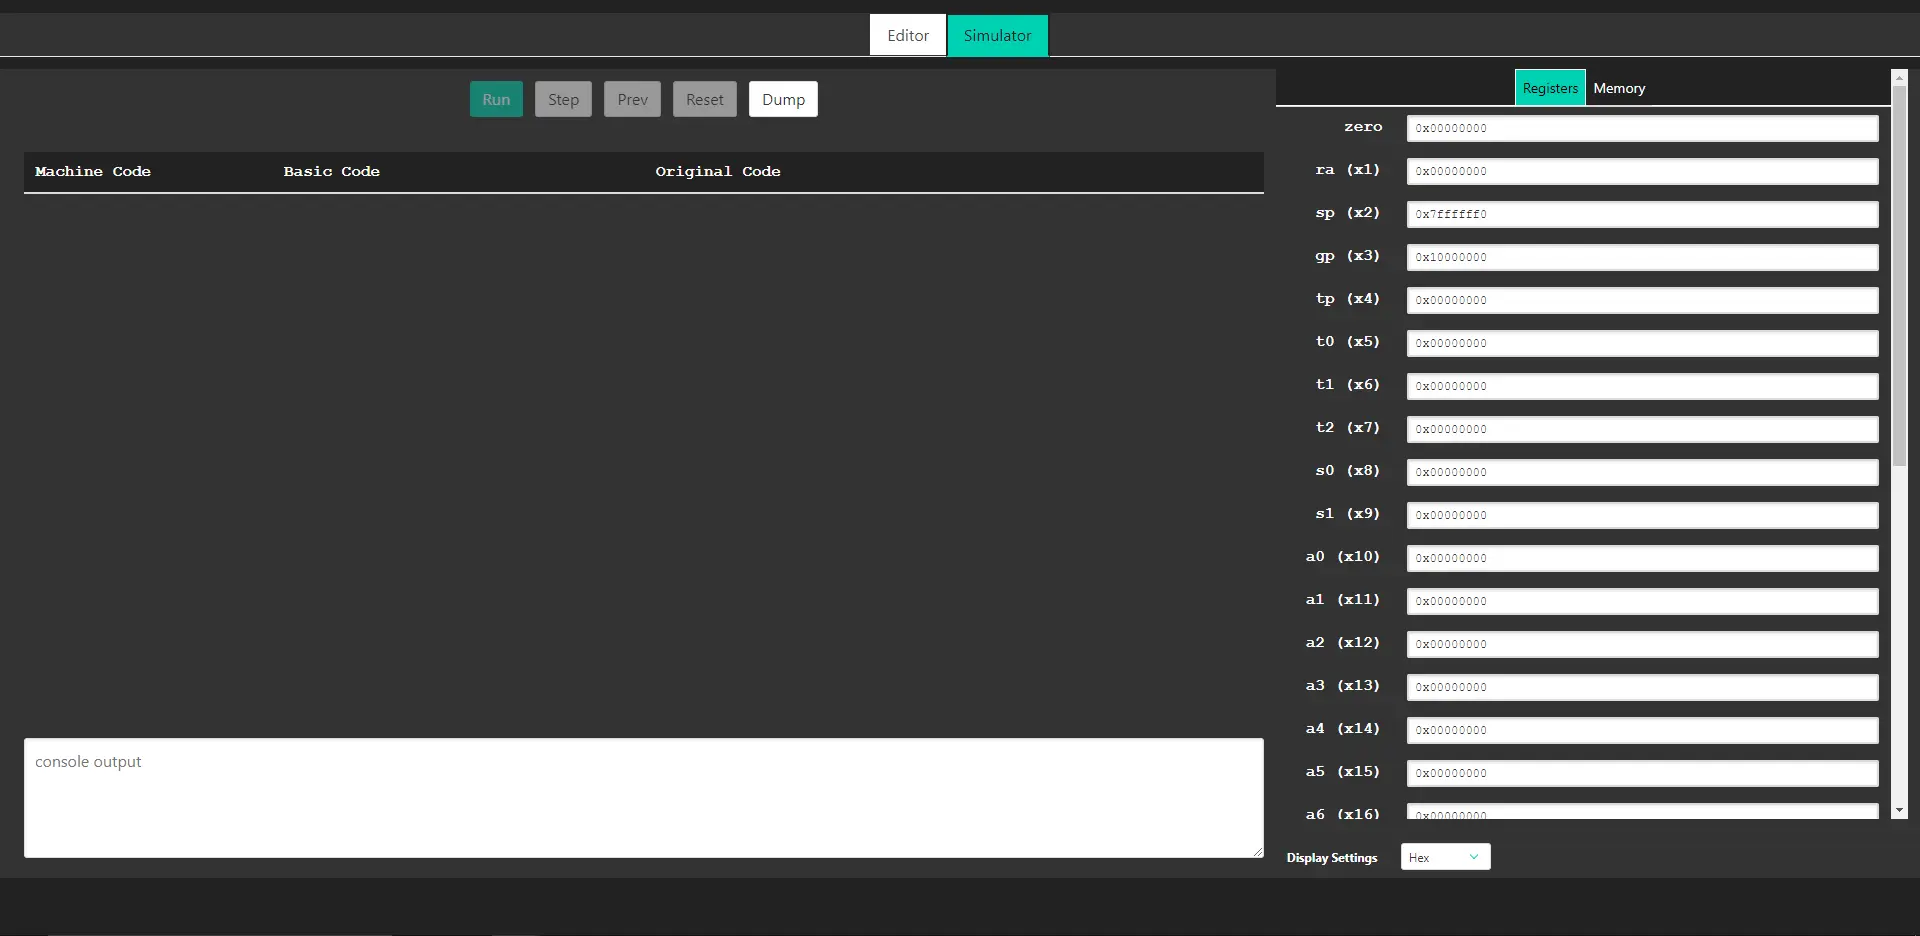 Editor Simulator
Run Step Prev Reset Dump
Machine Code Basic Code Original Code
console output
Registers Memory
zero 0x00000000
ra (x1) 0x00000000
sp (x2) 0x7ffffff0
gp (x3) 0x10000000
tp (x4) 0x00000000
t0 (x5) 0x00000000
t1 (x6) 0x00000000
t2 (x7) 0x00000000
s0 (x8) 0x00000000
s1 (x9) 0x00000000
a0 (x10) 0x00000000
a1 (x11) 0x00000000
a2 (x12) 0x00000000
a3 (x13) 0x00000000
a4 (x14) 0x00000000
a5 (x15) 0x00000000
a6 (x16) 0x00000000
Display Settings Hex